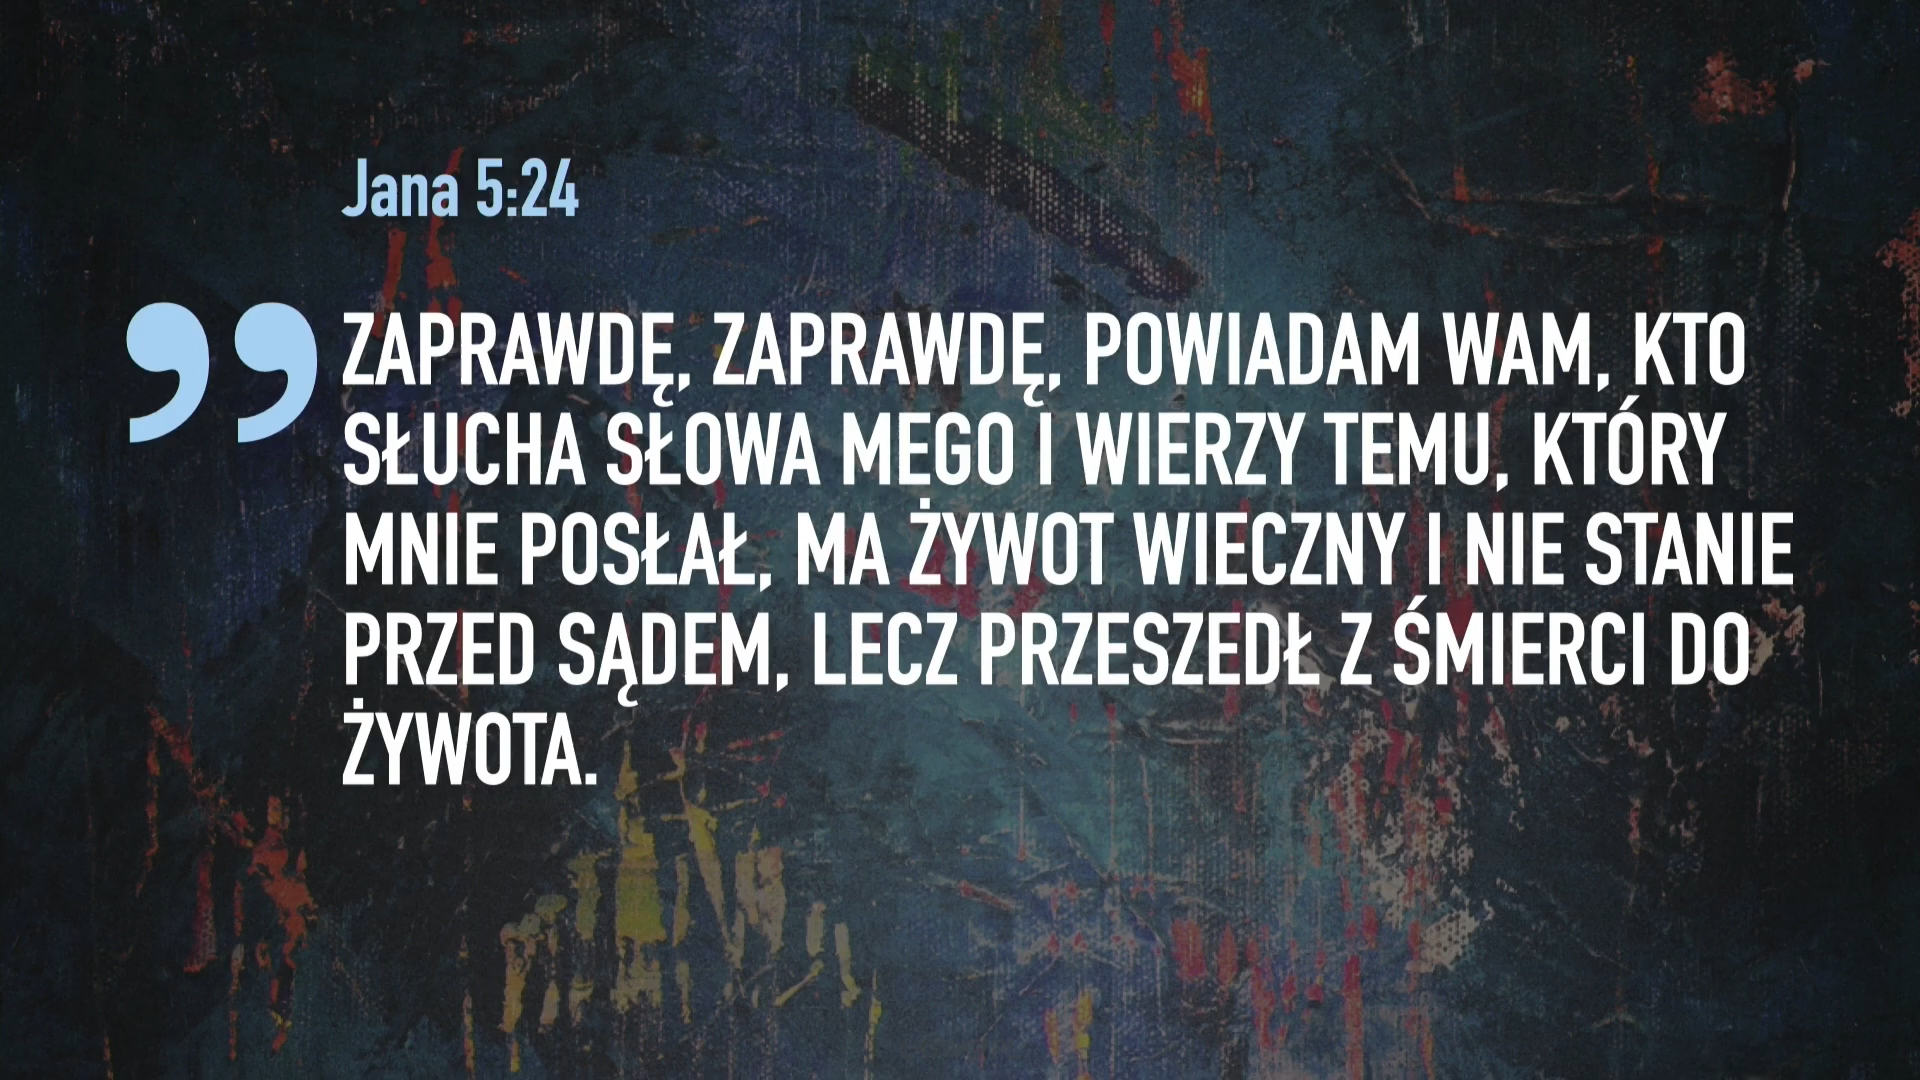 Jana 5:24
” ZAPRAWDĘ, ZAPRAWDĘ, POWIADAM WAM, KTO
SŁUCHA SŁOWA MEGO I WIERZY TEMU, KTÓRY
MNIE POSŁAŁ, MA ŻYWOT WIECZNY I NIE STANIE
PRZED SĄDEM, LECZ PRZESZEDŁ Z ŚMIERCI DO
ŻYWOTA.